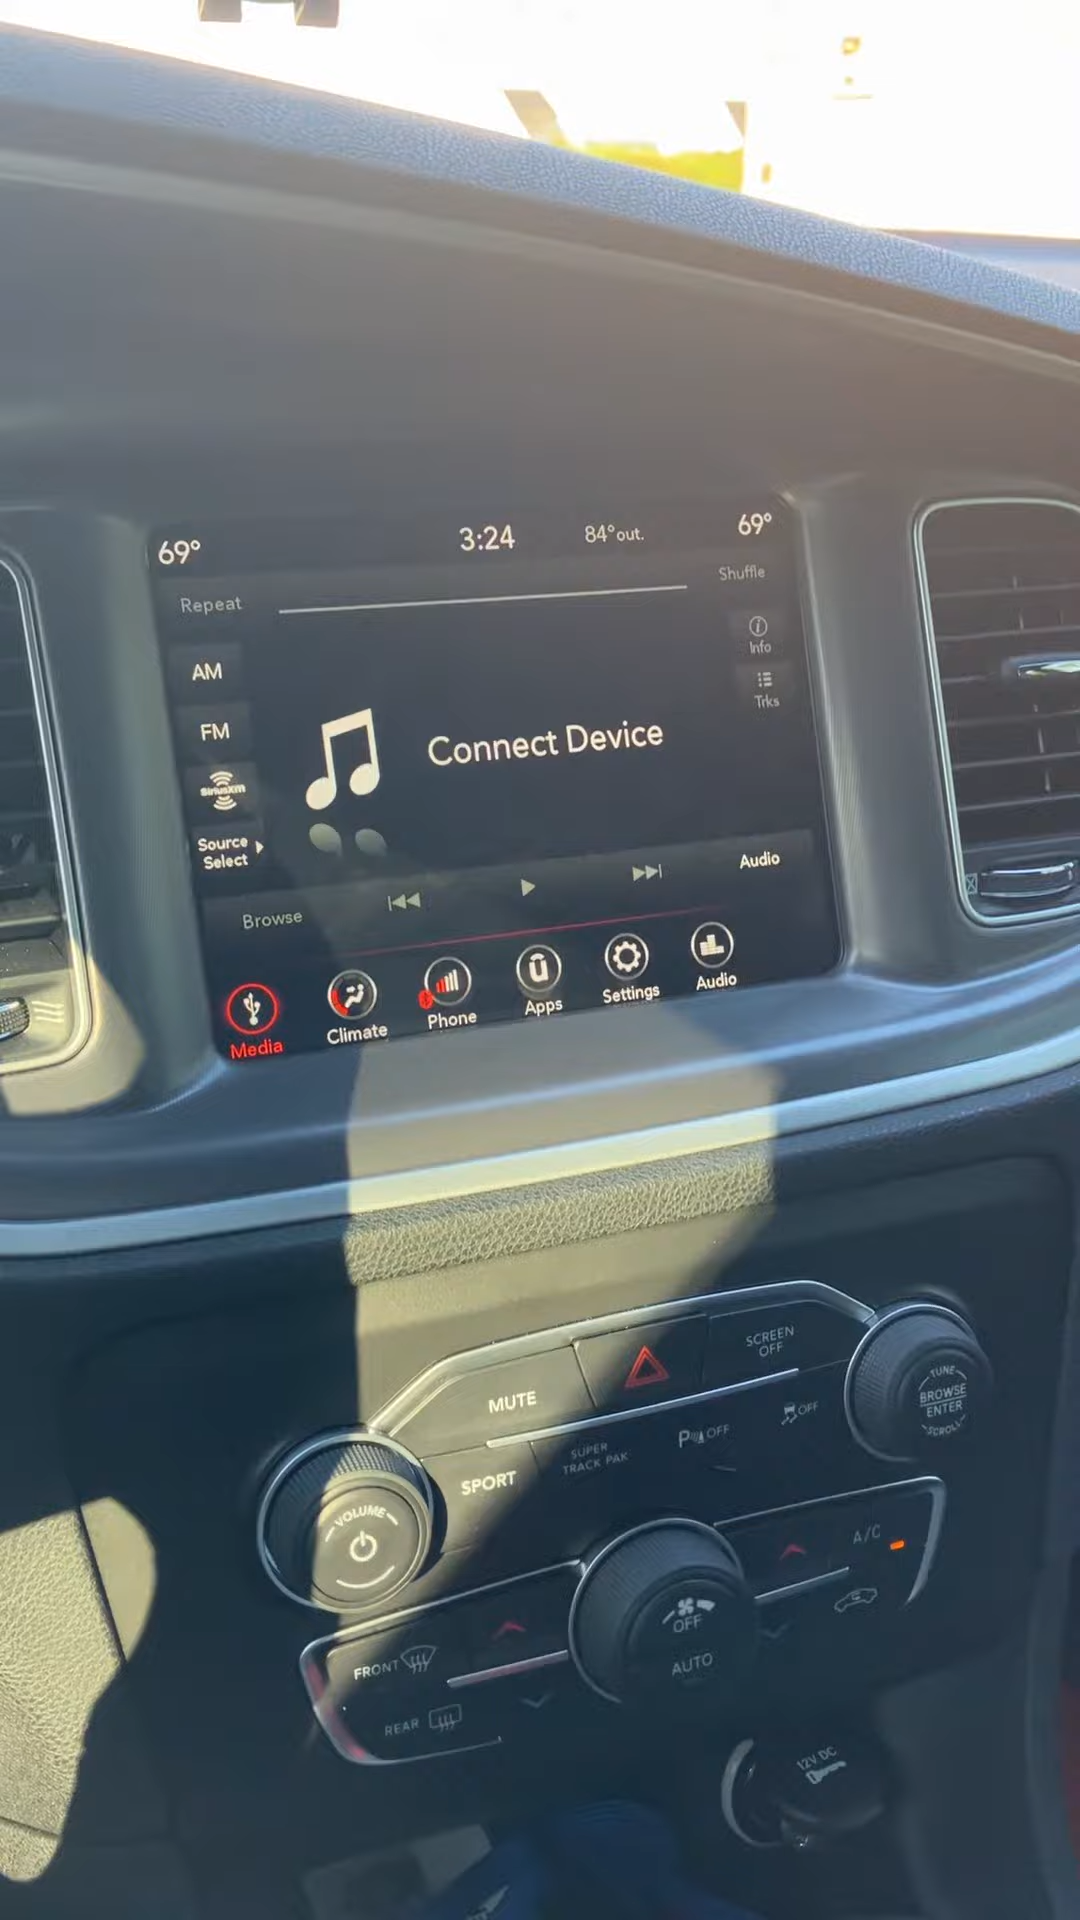 69°
3:24
84°out.
69°
Repeat
Shuffle
Info
AM
Trks
FM
Connect Device
SiriusXM
Source
Select
Audio
Browse
Media
Climate
Phone
Apps
Settings
Audio
SCREEN
OFF
MUTE
TUNE
BROWSE
ENTER
SCROLL
SUPER
TRACK PAK
P OFF
OFF
SPORT
VOLUME
A/C
OFF
AUTO
FRONT
REAR
12V DC